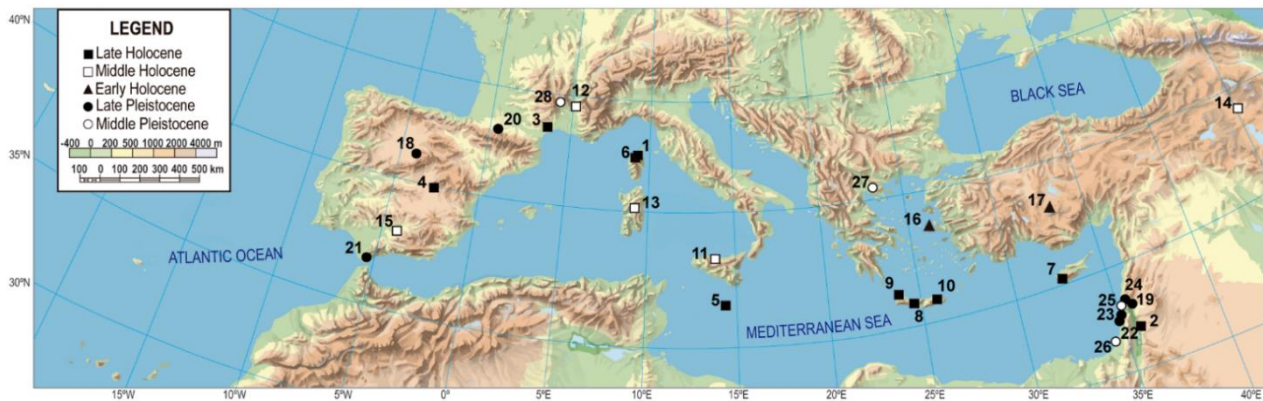 40°N
LEGEND
Late Holocene
Middle Holocene
Early Holocene
Late Pleistocene
Middle Pleistocene
-400 0 200 500 1000 2000 4000 m
100 0 100 200 300 400 500 km
40°N
35°N
30°N
35°N
30°N
BLACK SEA
ATLANTIC OCEAN
MEDITERRANEAN SEA
28
12
14
3
20
18
6
1
4
27
13
15
16
17
21
11
7
9
10
24
5
8
25
19
23
2
22
26
15°W
10°W
5°W
0°
5°E
10°E
15°E
20°E
25°E
30°E
35°E
40°E